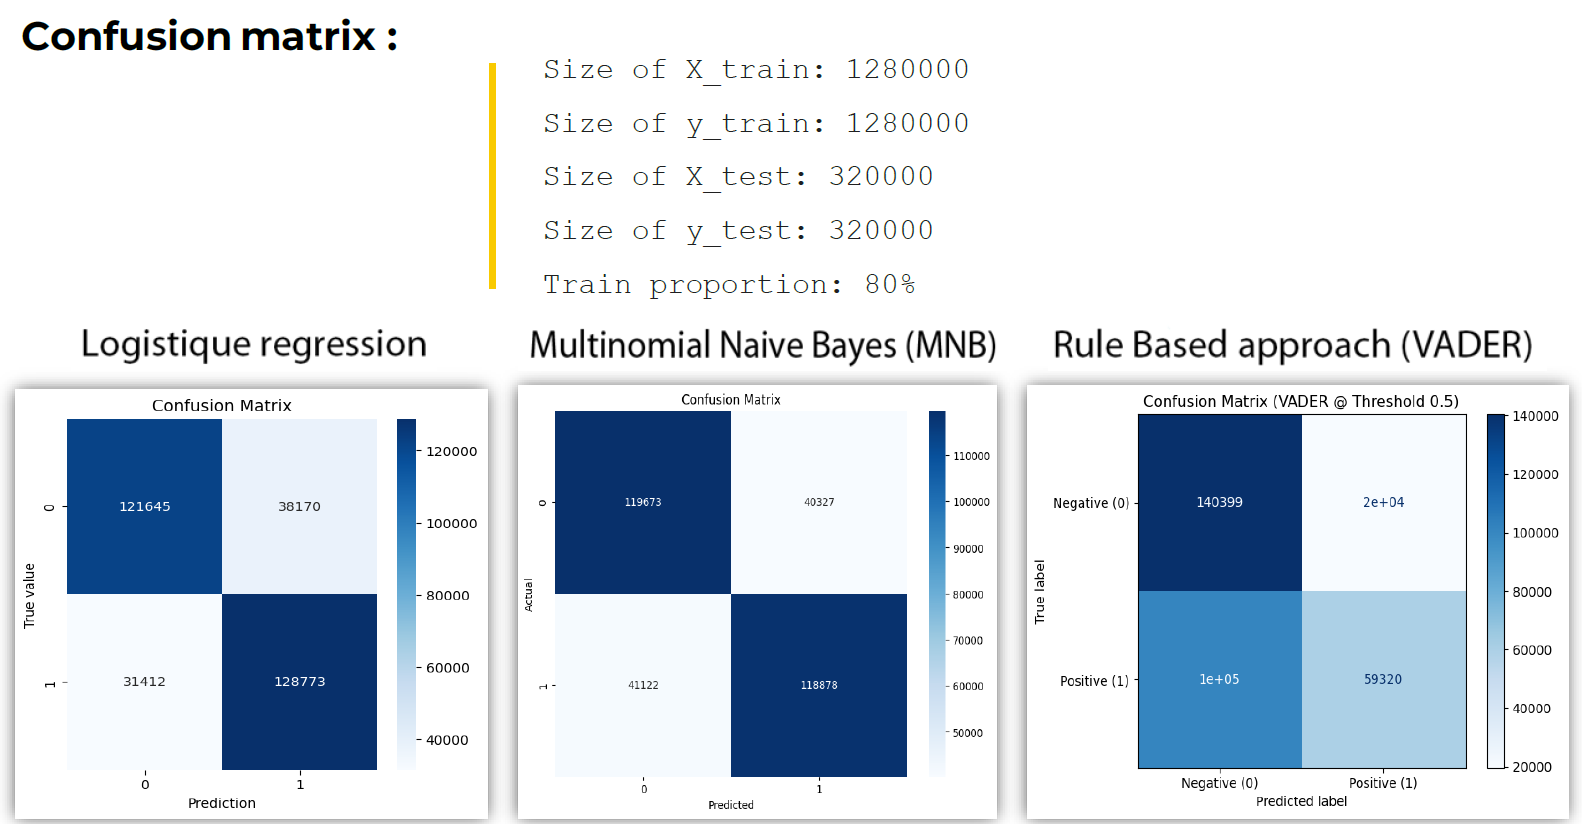 Confusion matrix :
Size of X_train: 1280000
Size of y_train: 1280000
Size of X_test: 320000
Size of y_test: 320000
Train proportion: 80%
Logistique regression
Confusion Matrix
True value
0
121645
38170
1
31412
128773
0
1
Prediction
120000
100000
80000
60000
40000
Multinomial Naive Bayes (MNB)
Confusion Matrix
Actual
0
119673
40327
1
41122
118878
0
1
Predicted
110000
100000
90000
80000
70000
60000
50000
Rule Based approach (VADER)
Confusion Matrix (VADER @ Threshold 0.5)
True label
Negative (0)
140399
2e+04
Positive (1)
1e+05
59320
Negative (0)
Positive (1)
Predicted label
140000
120000
100000
80000
60000
40000
20000